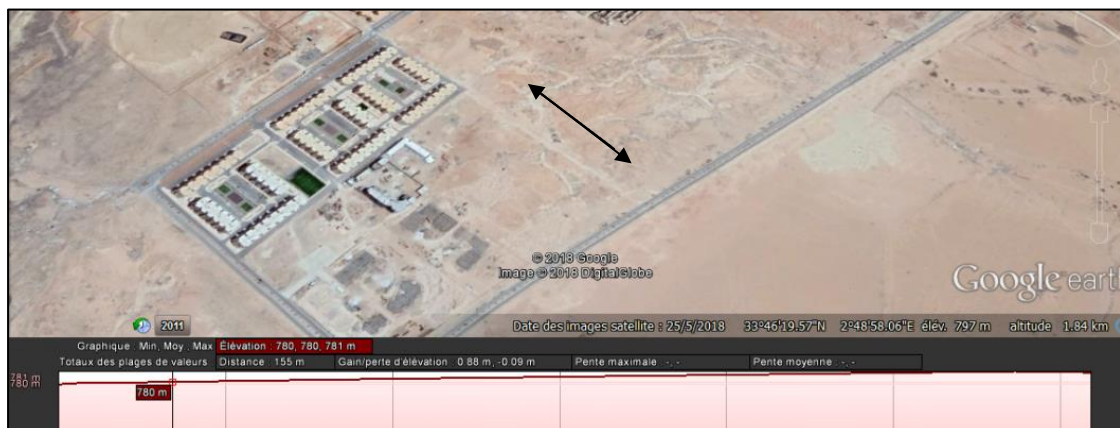 © 2018 Google
Image © 2018 DigitalGlobe
Google earth
2011
Date des images satellite : 25/5/2018 33°46'19.57"N 2°48'58.06"E élév. 797 m altitude 1.84 km
Graphique : Min, Moy., Max Élévation : 780, 780, 781 m
Totaux des plages de valeurs Distance : 155 m Gain/perte d'élévation : 0.88 m, -0.09 m Pente maximale : -, - Pente moyenne : -, -
781 m
780 m
780 m